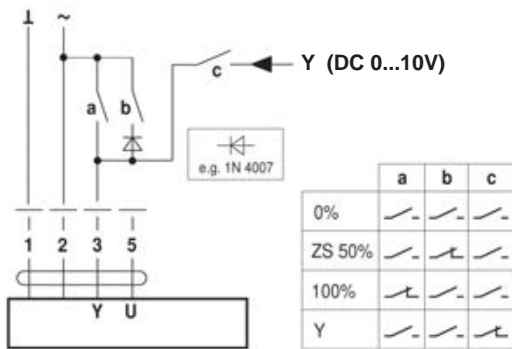 ⊥ ~
Y (DC 0...10V)
a b c
e.g. 1N 4007
1 2 3 5
Y U
a b c
0%
ZS 50%
100%
Y